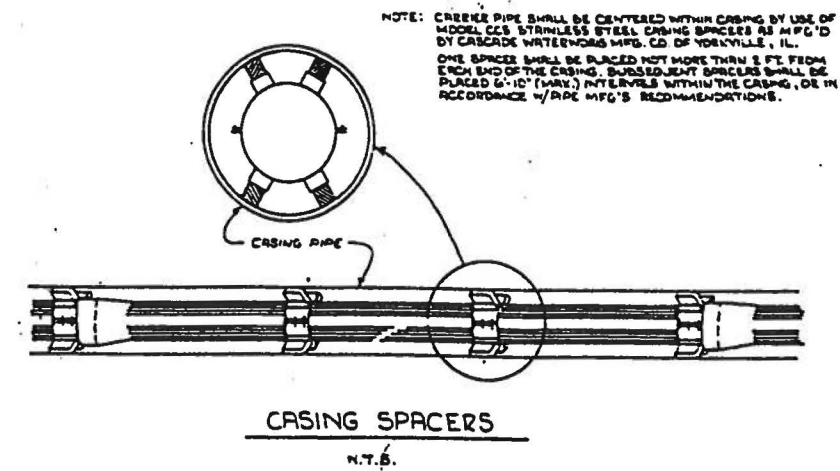 NOTE: CARRIER PIPE SHALL BE CENTERED WITHIN CASING BY USE OF
MODEL CCS STAINLESS STEEL CASING SPACERS AS MFG'D
BY CASCADE WATERWORKS MFG. CO. OF YORKVILLE, IL.
ONE SPACER SHALL BE PLACED NOT MORE THAN 2 FT. FROM
EACH END OF THE CASING. SUBSEQUENT SPACERS SHALL BE
PLACED 6'-10" (MAX.) INTERVALS WITHIN THE CASING, OR IN
ACCORDANCE W/PIPE MFG'S RECOMMENDATIONS.
CASING PIPE
CASING SPACERS
N.T.S.